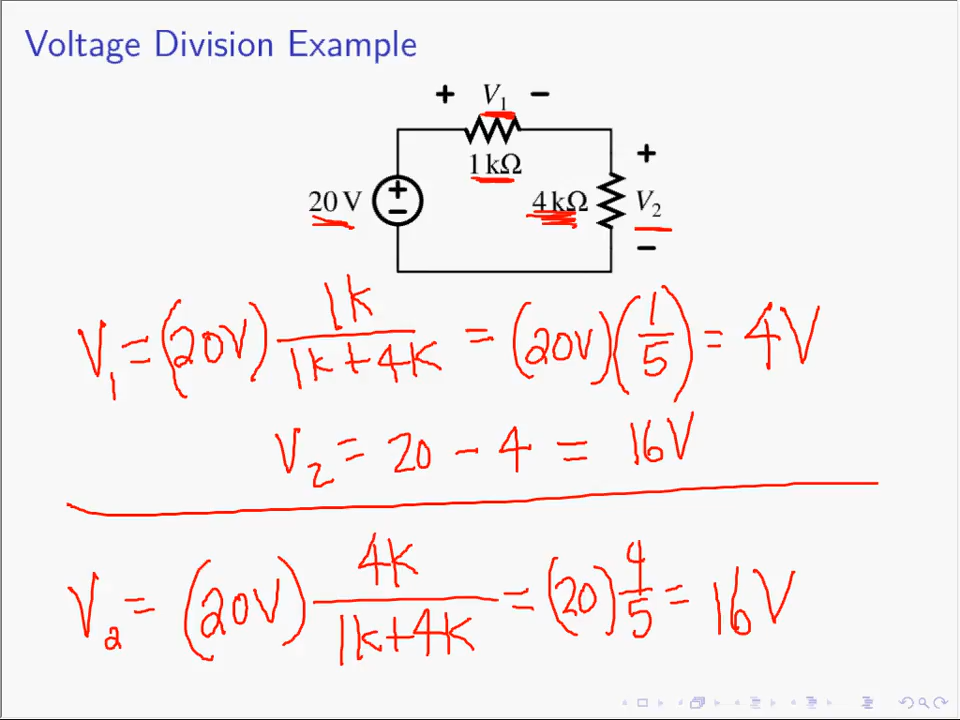 Voltage Division Example
+ V₁ −
1 kΩ
+
20 V + − 4 kΩ V₂
−
V₁ = (20V) 1k / (1k + 4k) = (20V)(1/5) = 4V
V₂ = 20 − 4 = 16V
V₂ = (20V) 4k / (1k+4k) = (20) 4/5 = 16V